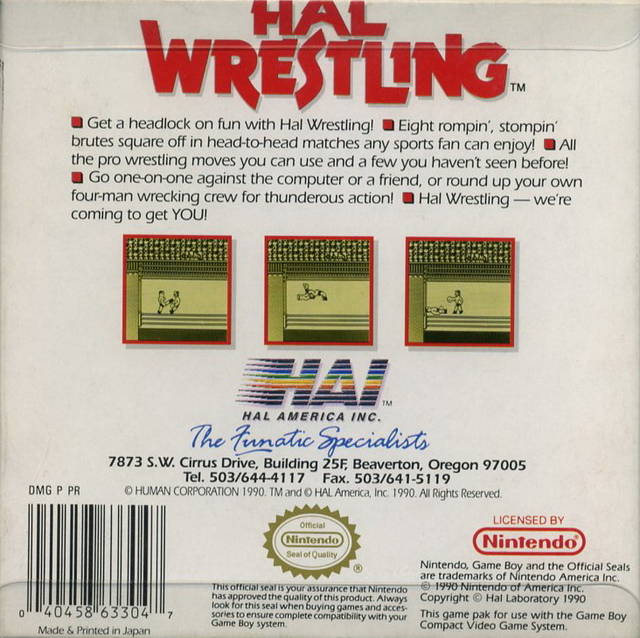 HAL
WRESTLING™
■ Get a headlock on fun with Hal Wrestling! ■ Eight rompin', stompin'
brutes square off in head-to-head matches any sports fan can enjoy! ■ All
the pro wrestling moves you can use and a few you haven't seen before!
■ Go one-on-one against the computer or a friend, or round up your own
four-man wrecking crew for thunderous action! ■ Hal Wrestling — we're
coming to get YOU!
HAL™
HAL AMERICA INC.
The Funatic Specialists
7873 S.W. Cirrus Drive, Building 25F, Beaverton, Oregon 97005
Tel. 503/644-4117 Fax. 503/641-5119
© HUMAN CORPORATION 1990. TM and © HAL America, Inc. 1990. All Rights Reserved.
DMG P PR
0 40458 63304 7
Made & Printed in Japan
Official
Nintendo
Seal of Quality
®
This official seal is your assurance that Nintendo
has approved the quality of this product. Always
look for this seal when buying games and acces-
sories to ensure complete compatibility with your
Game Boy system.
LICENSED BY
Nintendo®
Nintendo, Game Boy and the Official Seals
are trademarks of Nintendo America Inc.
© 1990 Nintendo of America Inc.
Copyright © Hal Laboratory 1990
This game pak for use with the Game Boy
Compact Video Game System.